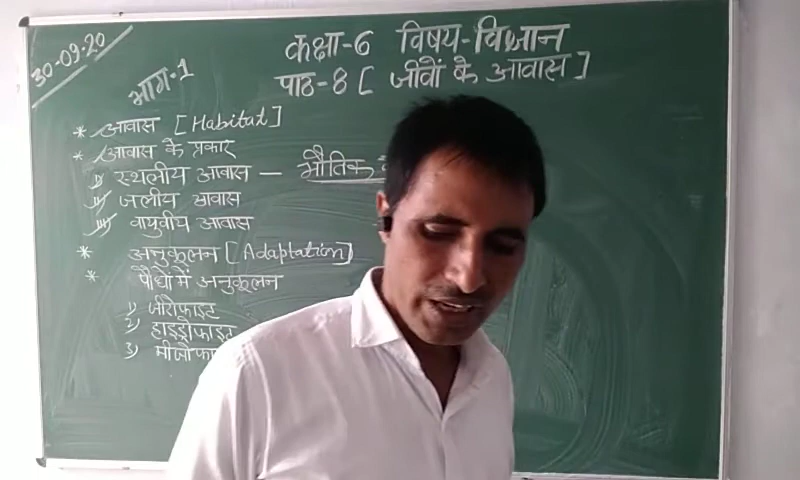 30-09-20
कक्षा-6 विषय-विज्ञान
भाग-1
पाठ-8 [ जीवों के आवास ]
* आवास [Habitat]
* आवास के प्रकार
i) स्थलीय आवास — भौतिक
ii) जलीय आवास
iii) वायुवीय आवास
* अनुकूलन [Adaptation]
* पौधों में अनुकूलन
1) जीरोफाइट
2) हाइड्रोफाइट
3) मीजोफा